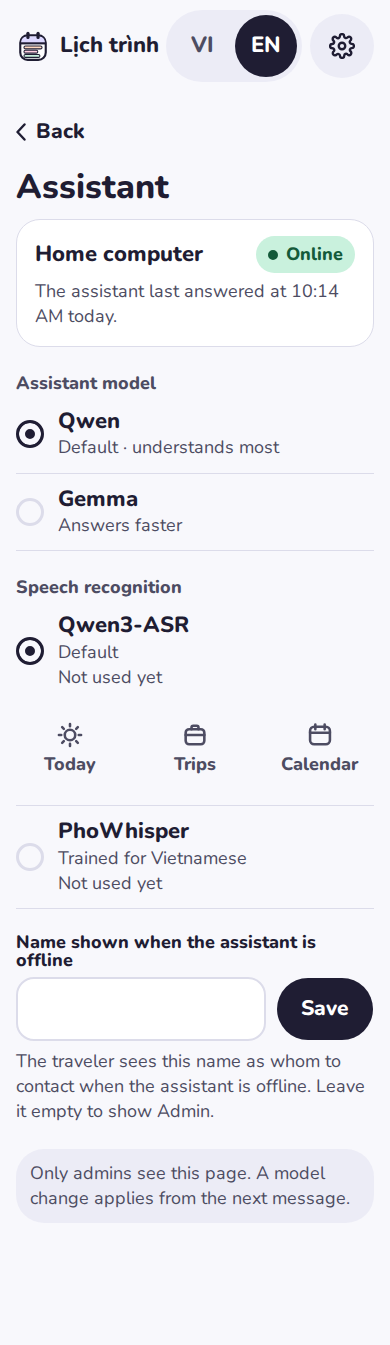 Lịch trình
VI
EN
Back
Assistant
Home computer
Online
The assistant last answered at 10:14
AM today.
Assistant model
Qwen
Default · understands most
Gemma
Answers faster
Speech recognition
Qwen3-ASR
Default
Not used yet
Today
Trips
Calendar
PhoWhisper
Trained for Vietnamese
Not used yet
Name shown when the assistant is
offline
Save
The traveler sees this name as whom to
contact when the assistant is offline. Leave
it empty to show Admin.
Only admins see this page. A model
change applies from the next message.